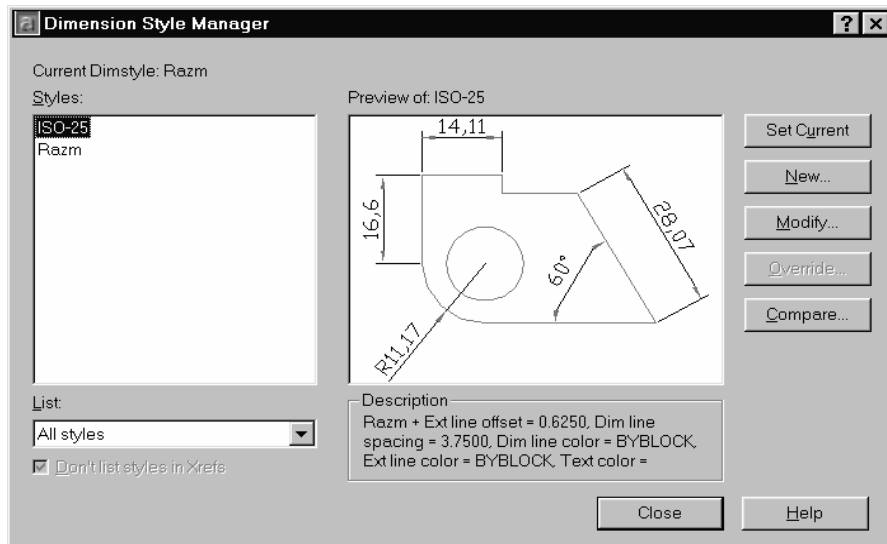 Dimension Style Manager
Current Dimstyle: Razm
Styles:
ISO-25
Razm
Preview of: ISO-25
14,11
16,6
28,07
60°
R11,17
Set Current
New...
Modify...
Override...
Compare...
List:
All styles
Don't list styles in Xrefs
Description
Razm + Ext line offset = 0.6250, Dim line
spacing = 3.7500, Dim line color = BYBLOCK,
Ext line color = BYBLOCK, Text color =
Close
Help